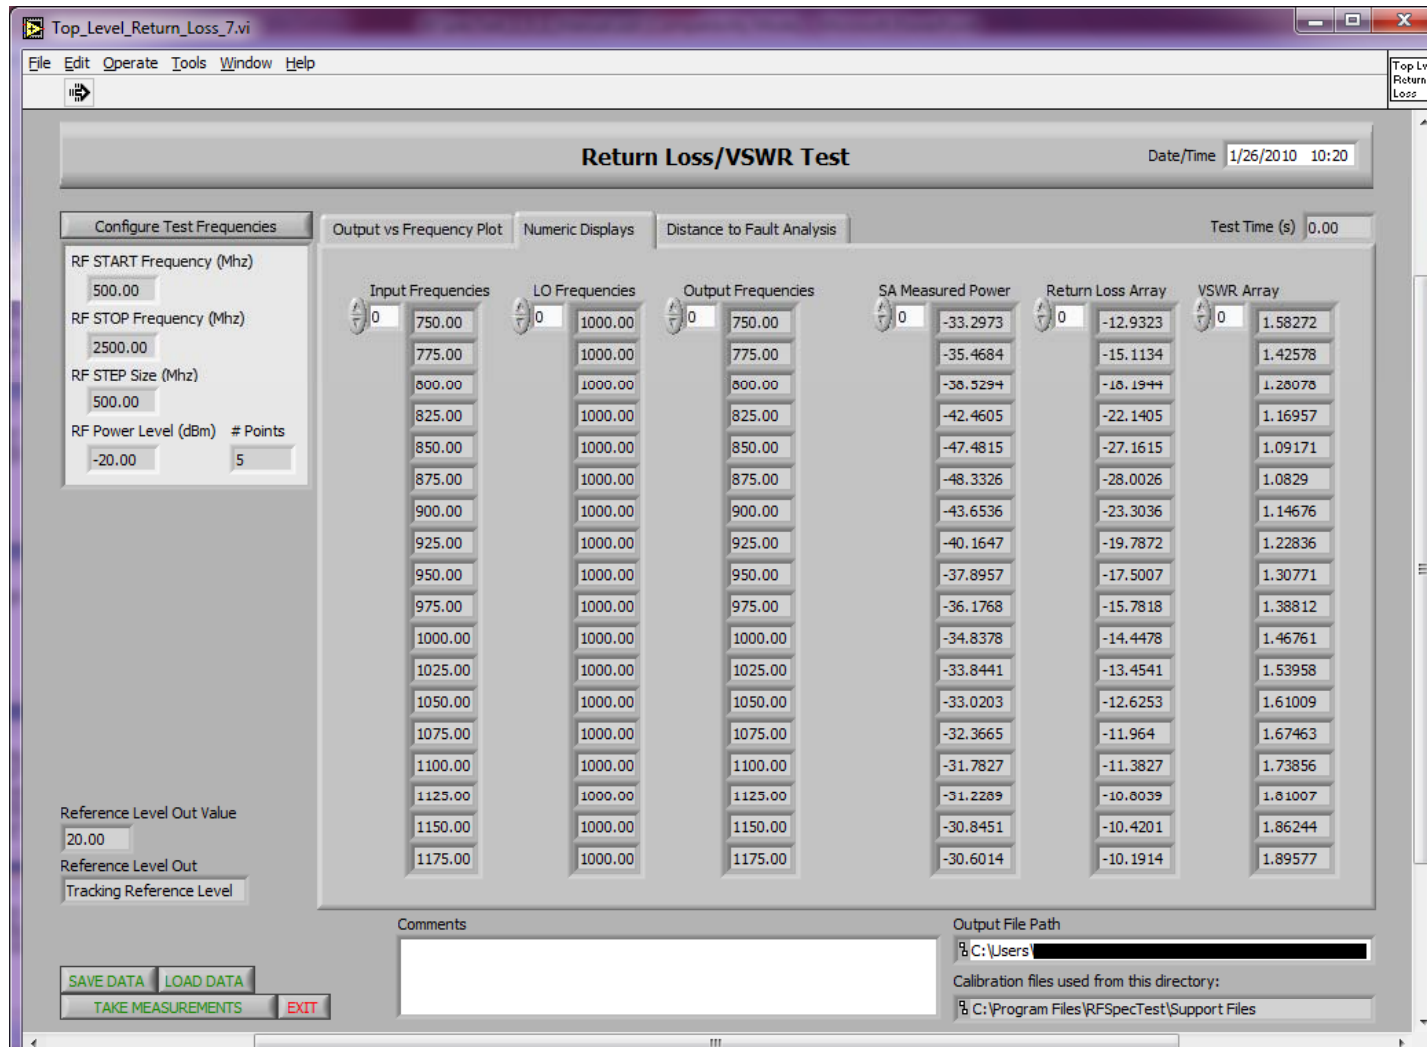 Top_Level_Return_Loss_7.vi
File Edit Operate Tools Window Help
Top Lv
Return
Loss
Return Loss/VSWR Test
Date/Time 1/26/2010 10:20
Configure Test Frequencies
Output vs Frequency Plot Numeric Displays Distance to Fault Analysis
Test Time (s) 0.00
RF START Frequency (Mhz)
500.00
RF STOP Frequency (Mhz)
2500.00
RF STEP Size (Mhz)
500.00
RF Power Level (dBm) # Points
-20.00 5
Input Frequencies LO Frequencies Output Frequencies SA Measured Power Return Loss Array VSWR Array
0 750.00 0 1000.00 0 750.00 0 -33.2973 0 -12.9323 0 1.58272
775.00 1000.00 775.00 -35.4684 -15.1134 1.42578
800.00 1000.00 800.00 -38.5294 -18.1944 1.28078
825.00 1000.00 825.00 -42.4605 -22.1405 1.16957
850.00 1000.00 850.00 -47.4815 -27.1615 1.09171
875.00 1000.00 875.00 -48.3326 -28.0026 1.0829
900.00 1000.00 900.00 -43.6536 -23.3036 1.14676
925.00 1000.00 925.00 -40.1647 -19.7872 1.22836
950.00 1000.00 950.00 -37.8957 -17.5007 1.30771
975.00 1000.00 975.00 -36.1768 -15.7818 1.38812
1000.00 1000.00 1000.00 -34.8378 -14.4478 1.46761
1025.00 1000.00 1025.00 -33.8441 -13.4541 1.53958
1050.00 1000.00 1050.00 -33.0203 -12.6253 1.61009
1075.00 1000.00 1075.00 -32.3665 -11.964 1.67463
1100.00 1000.00 1100.00 -31.7827 -11.3827 1.73856
1125.00 1000.00 1125.00 -31.2289 -10.8039 1.81007
1150.00 1000.00 1150.00 -30.8451 -10.4201 1.86244
1175.00 1000.00 1175.00 -30.6014 -10.1914 1.89577
Reference Level Out Value
20.00
Reference Level Out
Tracking Reference Level
Comments
Output File Path
C:\Users\
Calibration files used from this directory:
C:\Program Files\RFSpecTest\Support Files
SAVE DATA LOAD DATA
TAKE MEASUREMENTS EXIT